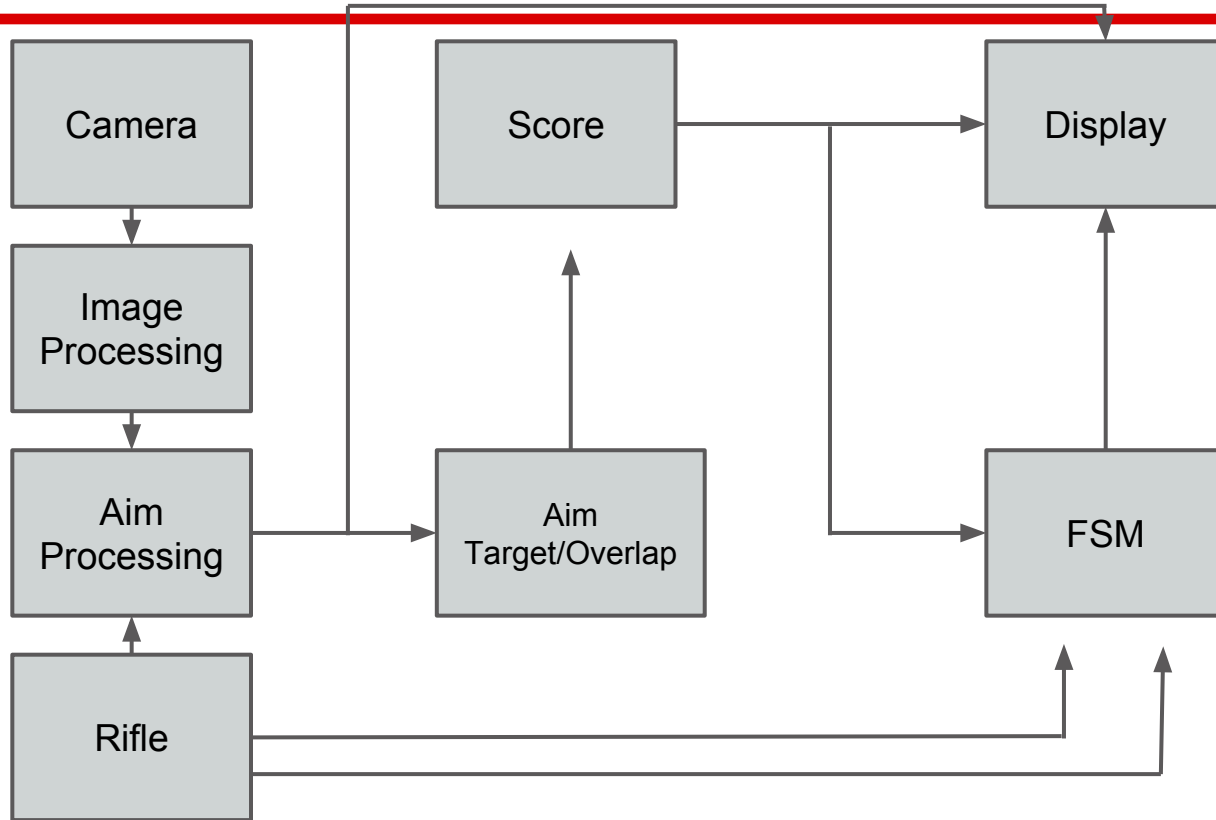 Camera
Score
Display
Image
Processing
Aim
Processing
Aim
Target/Overlap
FSM
Rifle